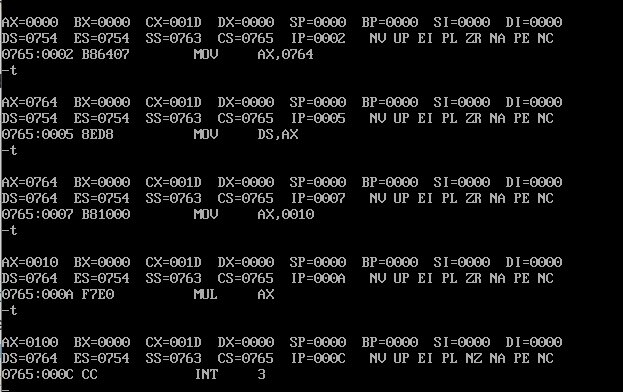 AX=0000 BX=0000 CX=001D DX=0000 SP=0000 BP=0000 SI=0000 DI=0000
DS=0754 ES=0754 SS=0763 CS=0765 IP=0002 NV UP EI PL ZR NA PE NC
0765:0002 B86407 MOV AX,0764
-t
AX=0764 BX=0000 CX=001D DX=0000 SP=0000 BP=0000 SI=0000 DI=0000
DS=0754 ES=0754 SS=0763 CS=0765 IP=0005 NV UP EI PL ZR NA PE NC
0765:0005 8ED8 MOV DS,AX
-t
AX=0764 BX=0000 CX=001D DX=0000 SP=0000 BP=0000 SI=0000 DI=0000
DS=0764 ES=0754 SS=0763 CS=0765 IP=0007 NV UP EI PL ZR NA PE NC
0765:0007 B81000 MOV AX,0010
-t
AX=0010 BX=0000 CX=001D DX=0000 SP=0000 BP=0000 SI=0000 DI=0000
DS=0764 ES=0754 SS=0763 CS=0765 IP=000A NV UP EI PL ZR NA PE NC
0765:000A F7E0 MUL AX
-t
AX=0100 BX=0000 CX=001D DX=0000 SP=0000 BP=0000 SI=0000 DI=0000
DS=0764 ES=0754 SS=0763 CS=0765 IP=000C NV UP EI PL NZ NA PE NC
0765:000C CC INT 3
-